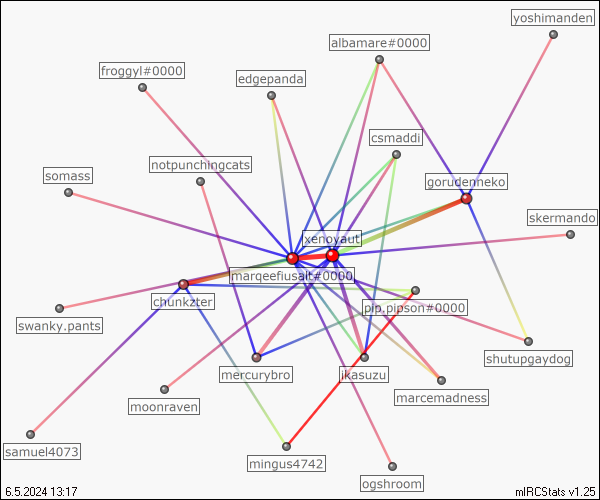 yoshimanden
albamare#0000
froggyl#0000
edgepanda
csmaddi
notpunchingcats
gorudeneko
somass
skermando
xenoyaut
marqeefiusait#0000
chunkzter
pip.pipson#0000
swanky.pants
shutupgaydog
mercurybro
ikasuzu
marcemadness
moonraven
samuel4073
mingus4742
ogshroom
6.5.2024 13:17
mIRCStats v1.25